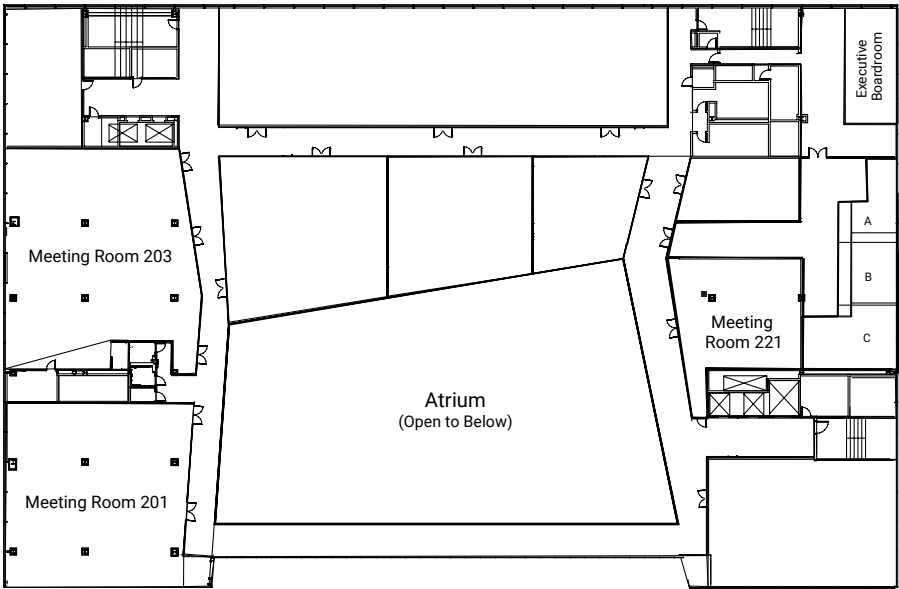 Executive
Boardroom
A
Meeting Room 203
B
Meeting
Room 221
C
Atrium
(Open to Below)
Meeting Room 201